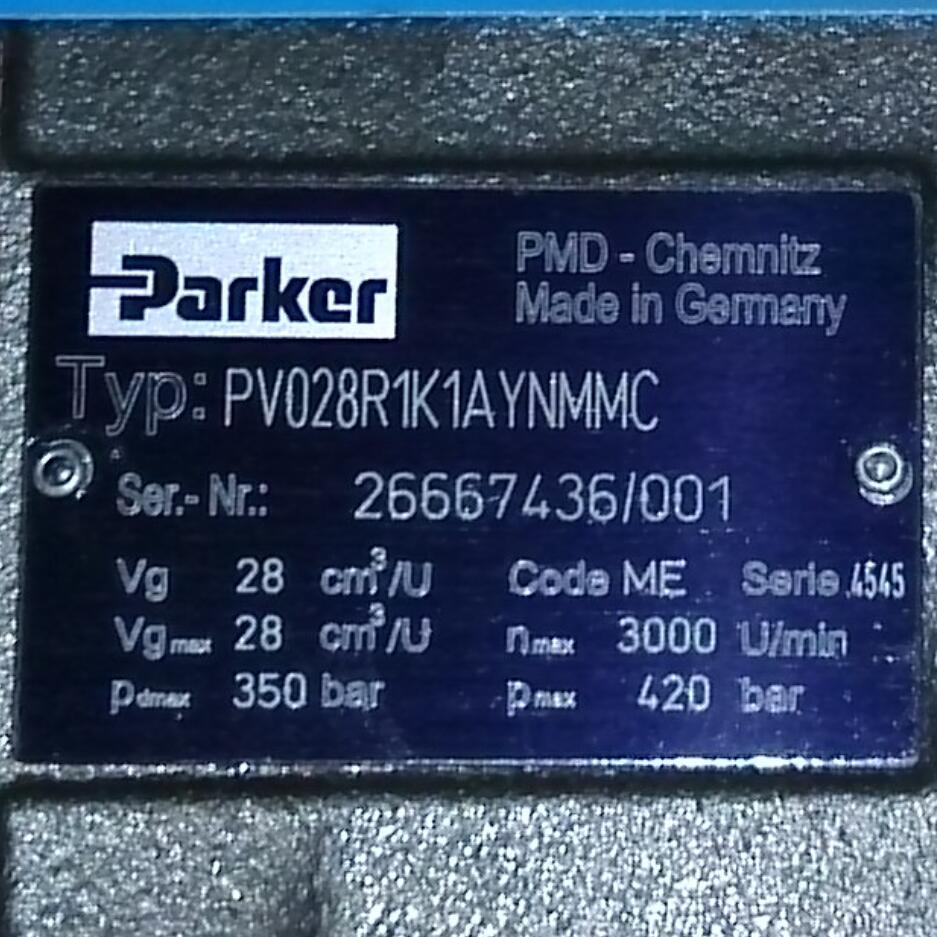 Parker
PMD - Chemnitz
Made in Germany
Typ: PV028R1K1AYNMMC
Ser.- Nr.: 26667436/001
Vg 28 cm³/U Code ME Serie 4545
Vgmax 28 cm³/U nmax 3000 U/min
pdmax 350 bar pmax 420 bar